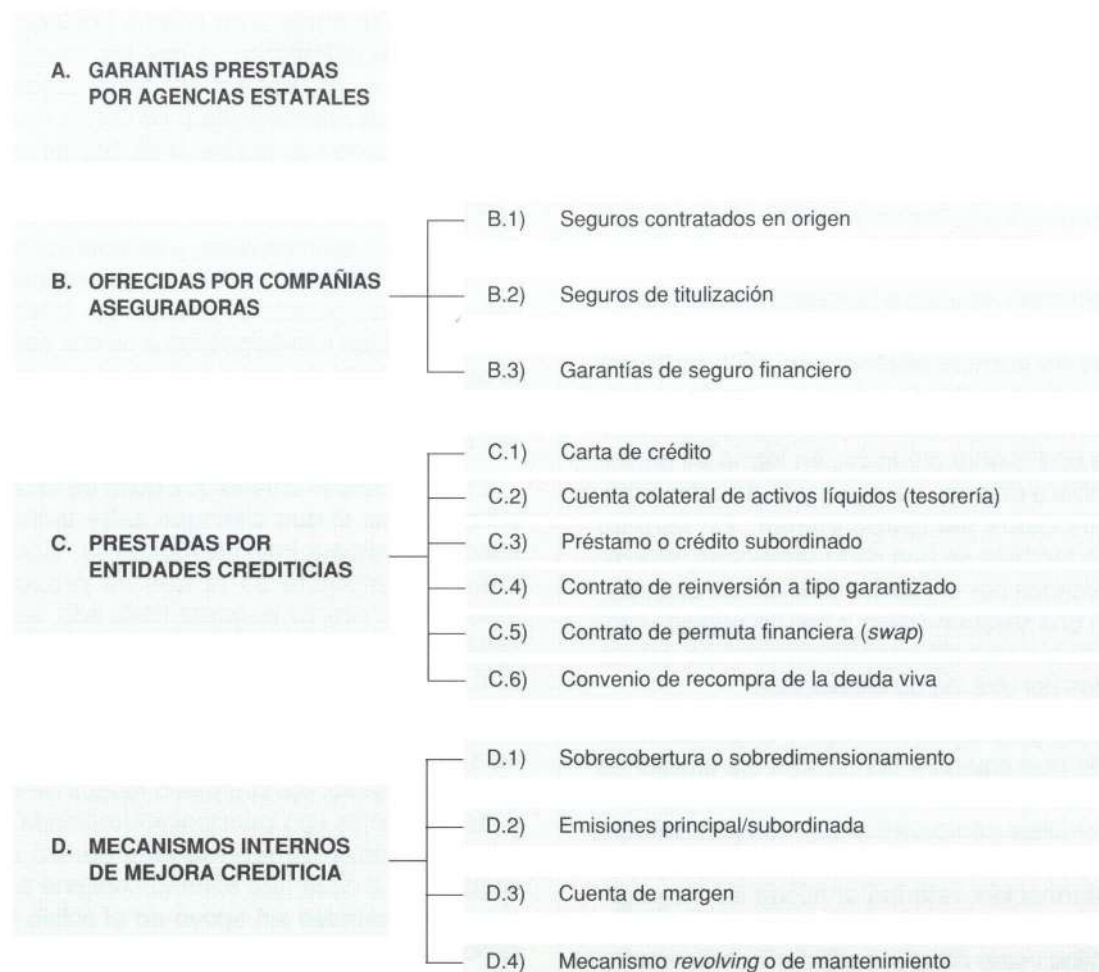 A. GARANTIAS PRESTADAS
POR AGENCIAS ESTATALES
B. OFRECIDAS POR COMPAÑIAS
ASEGURADORAS
B.1) Seguros contratados en origen
B.2) Seguros de titulización
B.3) Garantías de seguro financiero
C. PRESTADAS POR
ENTIDADES CREDITICIAS
C.1) Carta de crédito
C.2) Cuenta colateral de activos líquidos (tesorería)
C.3) Préstamo o crédito subordinado
C.4) Contrato de reinversión a tipo garantizado
C.5) Contrato de permuta financiera (swap)
C.6) Convenio de recompra de la deuda viva
D. MECANISMOS INTERNOS
DE MEJORA CREDITICIA
D.1) Sobrecobertura o sobredimensionamiento
D.2) Emisiones principal/subordinada
D.3) Cuenta de margen
D.4) Mecanismo revolving o de mantenimiento